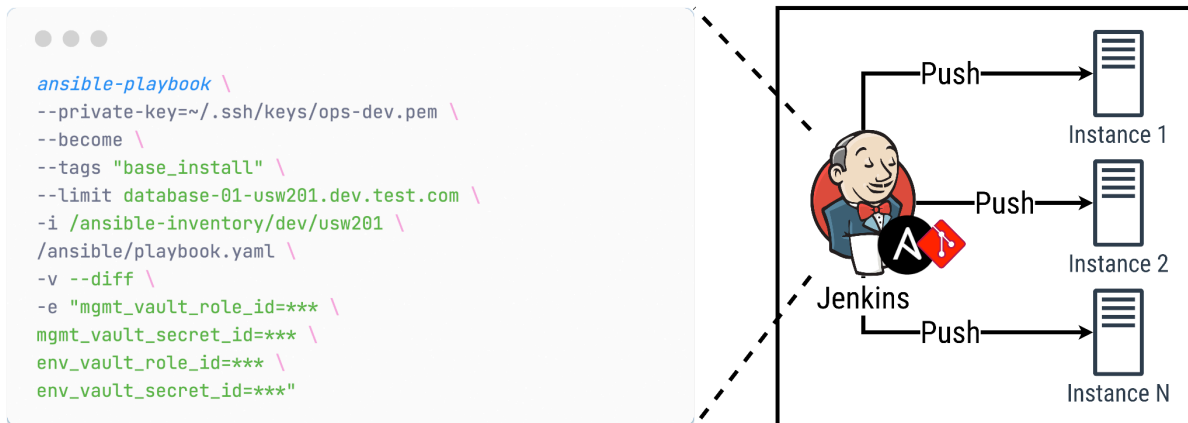 ansible-playbook \
--private-key=~/.ssh/keys/ops-dev.pem \
--become \
--tags "base_install" \
--limit database-01-usw201.dev.test.com \
-i /ansible-inventory/dev/usw201 \
/ansible/playbook.yaml \
-v --diff \
-e "mgmt_vault_role_id=*** \
mgmt_vault_secret_id=*** \
env_vault_role_id=*** \
env_vault_secret_id=***"
Push
Instance 1
Push
Instance 2
Jenkins
Push
Instance N